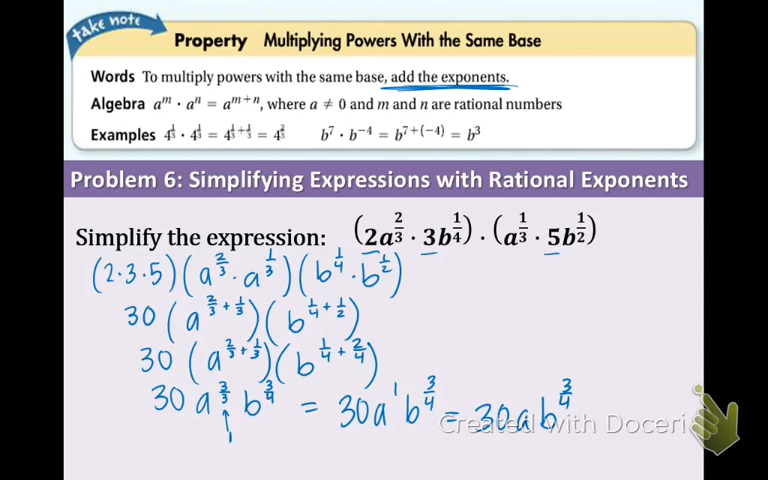 take note
Property Multiplying Powers With the Same Base
Words To multiply powers with the same base, add the exponents.
Algebra a^m · a^n = a^(m+n), where a ≠ 0 and m and n are rational numbers
Examples 4^(1/3) · 4^(1/3) = 4^(1/3 + 1/3) = 4^(2/3) b^7 · b^(−4) = b^(7+(−4)) = b^3
Problem 6: Simplifying Expressions with Rational Exponents
Simplify the expression: (2a^(2/3) · 3b^(1/4)) · (a^(1/3) · 5b^(1/2))
(2·3·5)(a^(2/3) · a^(1/3))(b^(1/4) · b^(1/2))
30 (a^(2/3 + 1/3))(b^(1/4 + 1/2))
30 (a^(2/3 + 1/3))(b^(1/4 + 2/4))
30 a^(3/3) b^(3/4) = 30a^1 b^(3/4) = 30ab^(3/4)
1
Created with Doceri